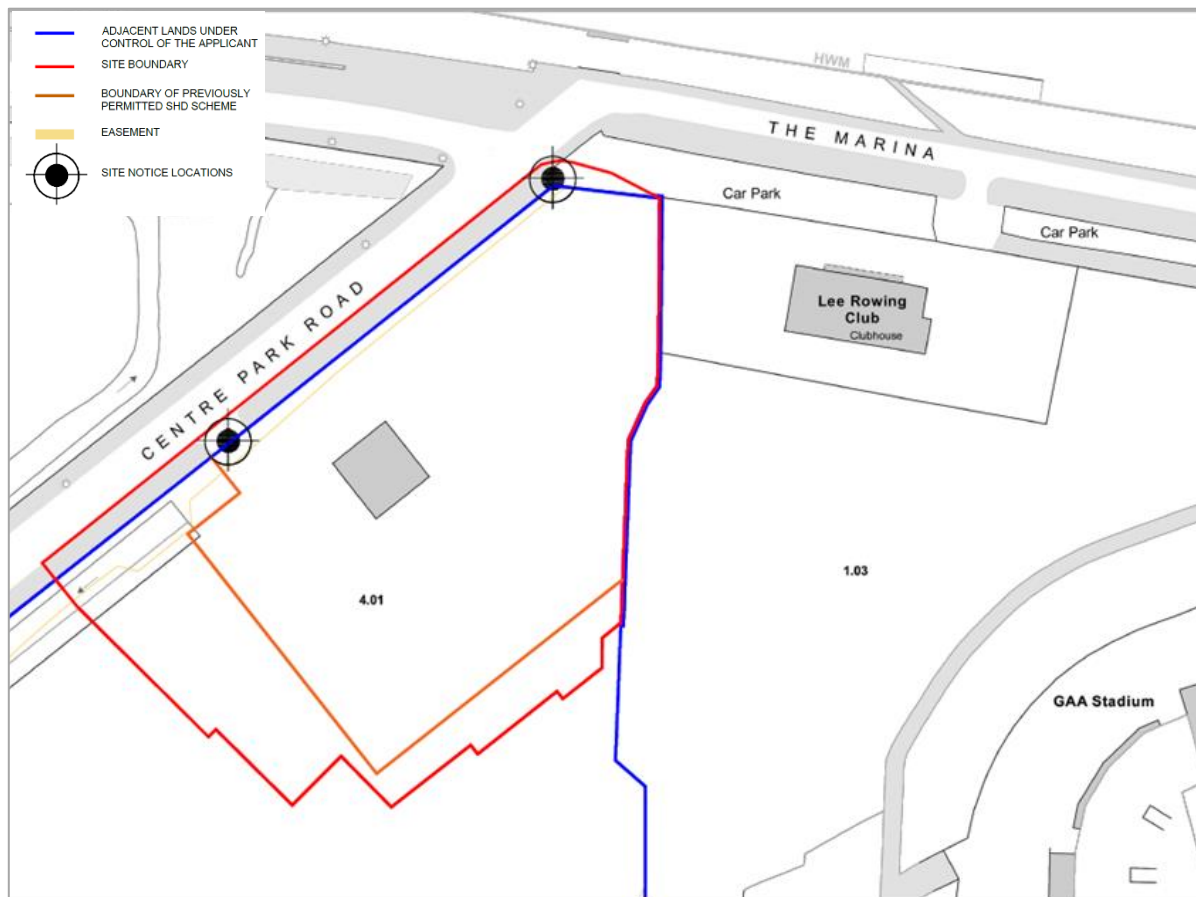 ADJACENT LANDS UNDER
CONTROL OF THE APPLICANT
SITE BOUNDARY
BOUNDARY OF PREVIOUSLY
PERMITTED SHD SCHEME
EASEMENT
SITE NOTICE LOCATIONS
HWM
THE MARINA
Car Park
Car Park
Lee Rowing
Club
Clubhouse
CENTRE PARK ROAD
4.01
1.03
GAA Stadium